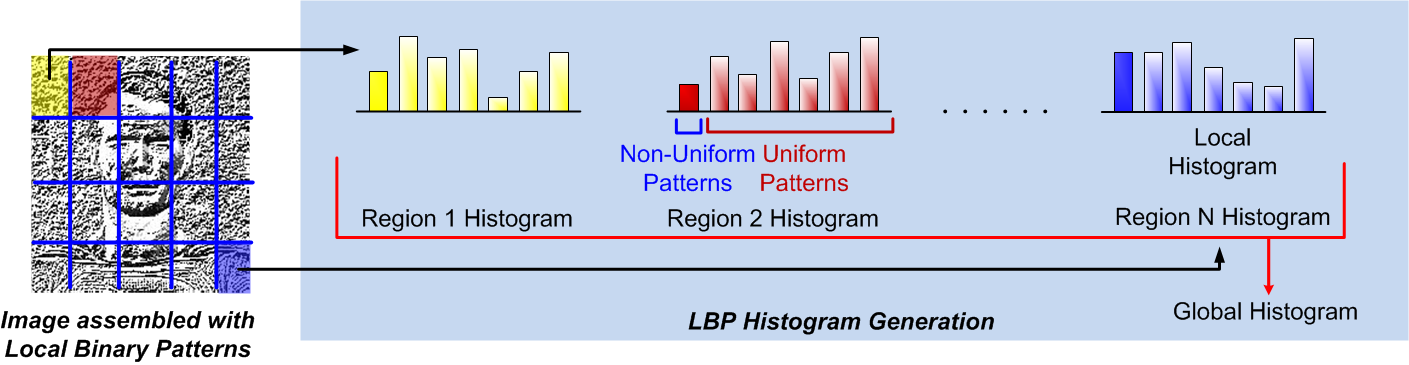 Non-Uniform Uniform
Patterns Patterns
Local
Histogram
Region 1 Histogram
Region 2 Histogram
Region N Histogram
Global Histogram
LBP Histogram Generation
Image assembled with
Local Binary Patterns